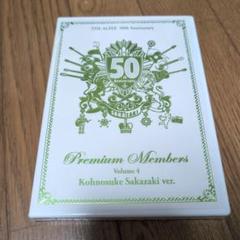 THE ALFEE 50th Anniversary
50
Premium Members
Volume 4
Kohnosuke Sakazaki ver.